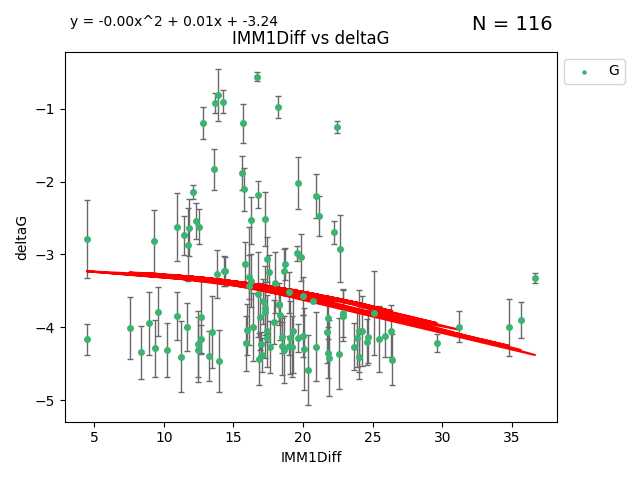 y = -0.00x^2 + 0.01x + -3.24
N = 116
IMM1Diff vs deltaG
G
deltaG
−1
−2
−3
−4
−5
5 10 15 20 25 30 35
IMM1Diff